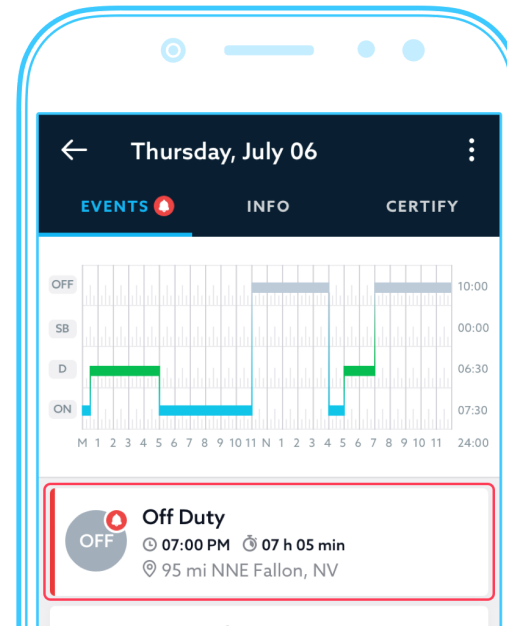 Thursday, July 06
EVENTS INFO CERTIFY
OFF 10:00
SB 00:00
D 06:30
ON 07:30
M 1 2 3 4 5 6 7 8 9 10 11 N 1 2 3 4 5 6 7 8 9 10 11 24:00
Off Duty
OFF 07:00 PM 07 h 05 min
95 mi NNE Fallon, NV